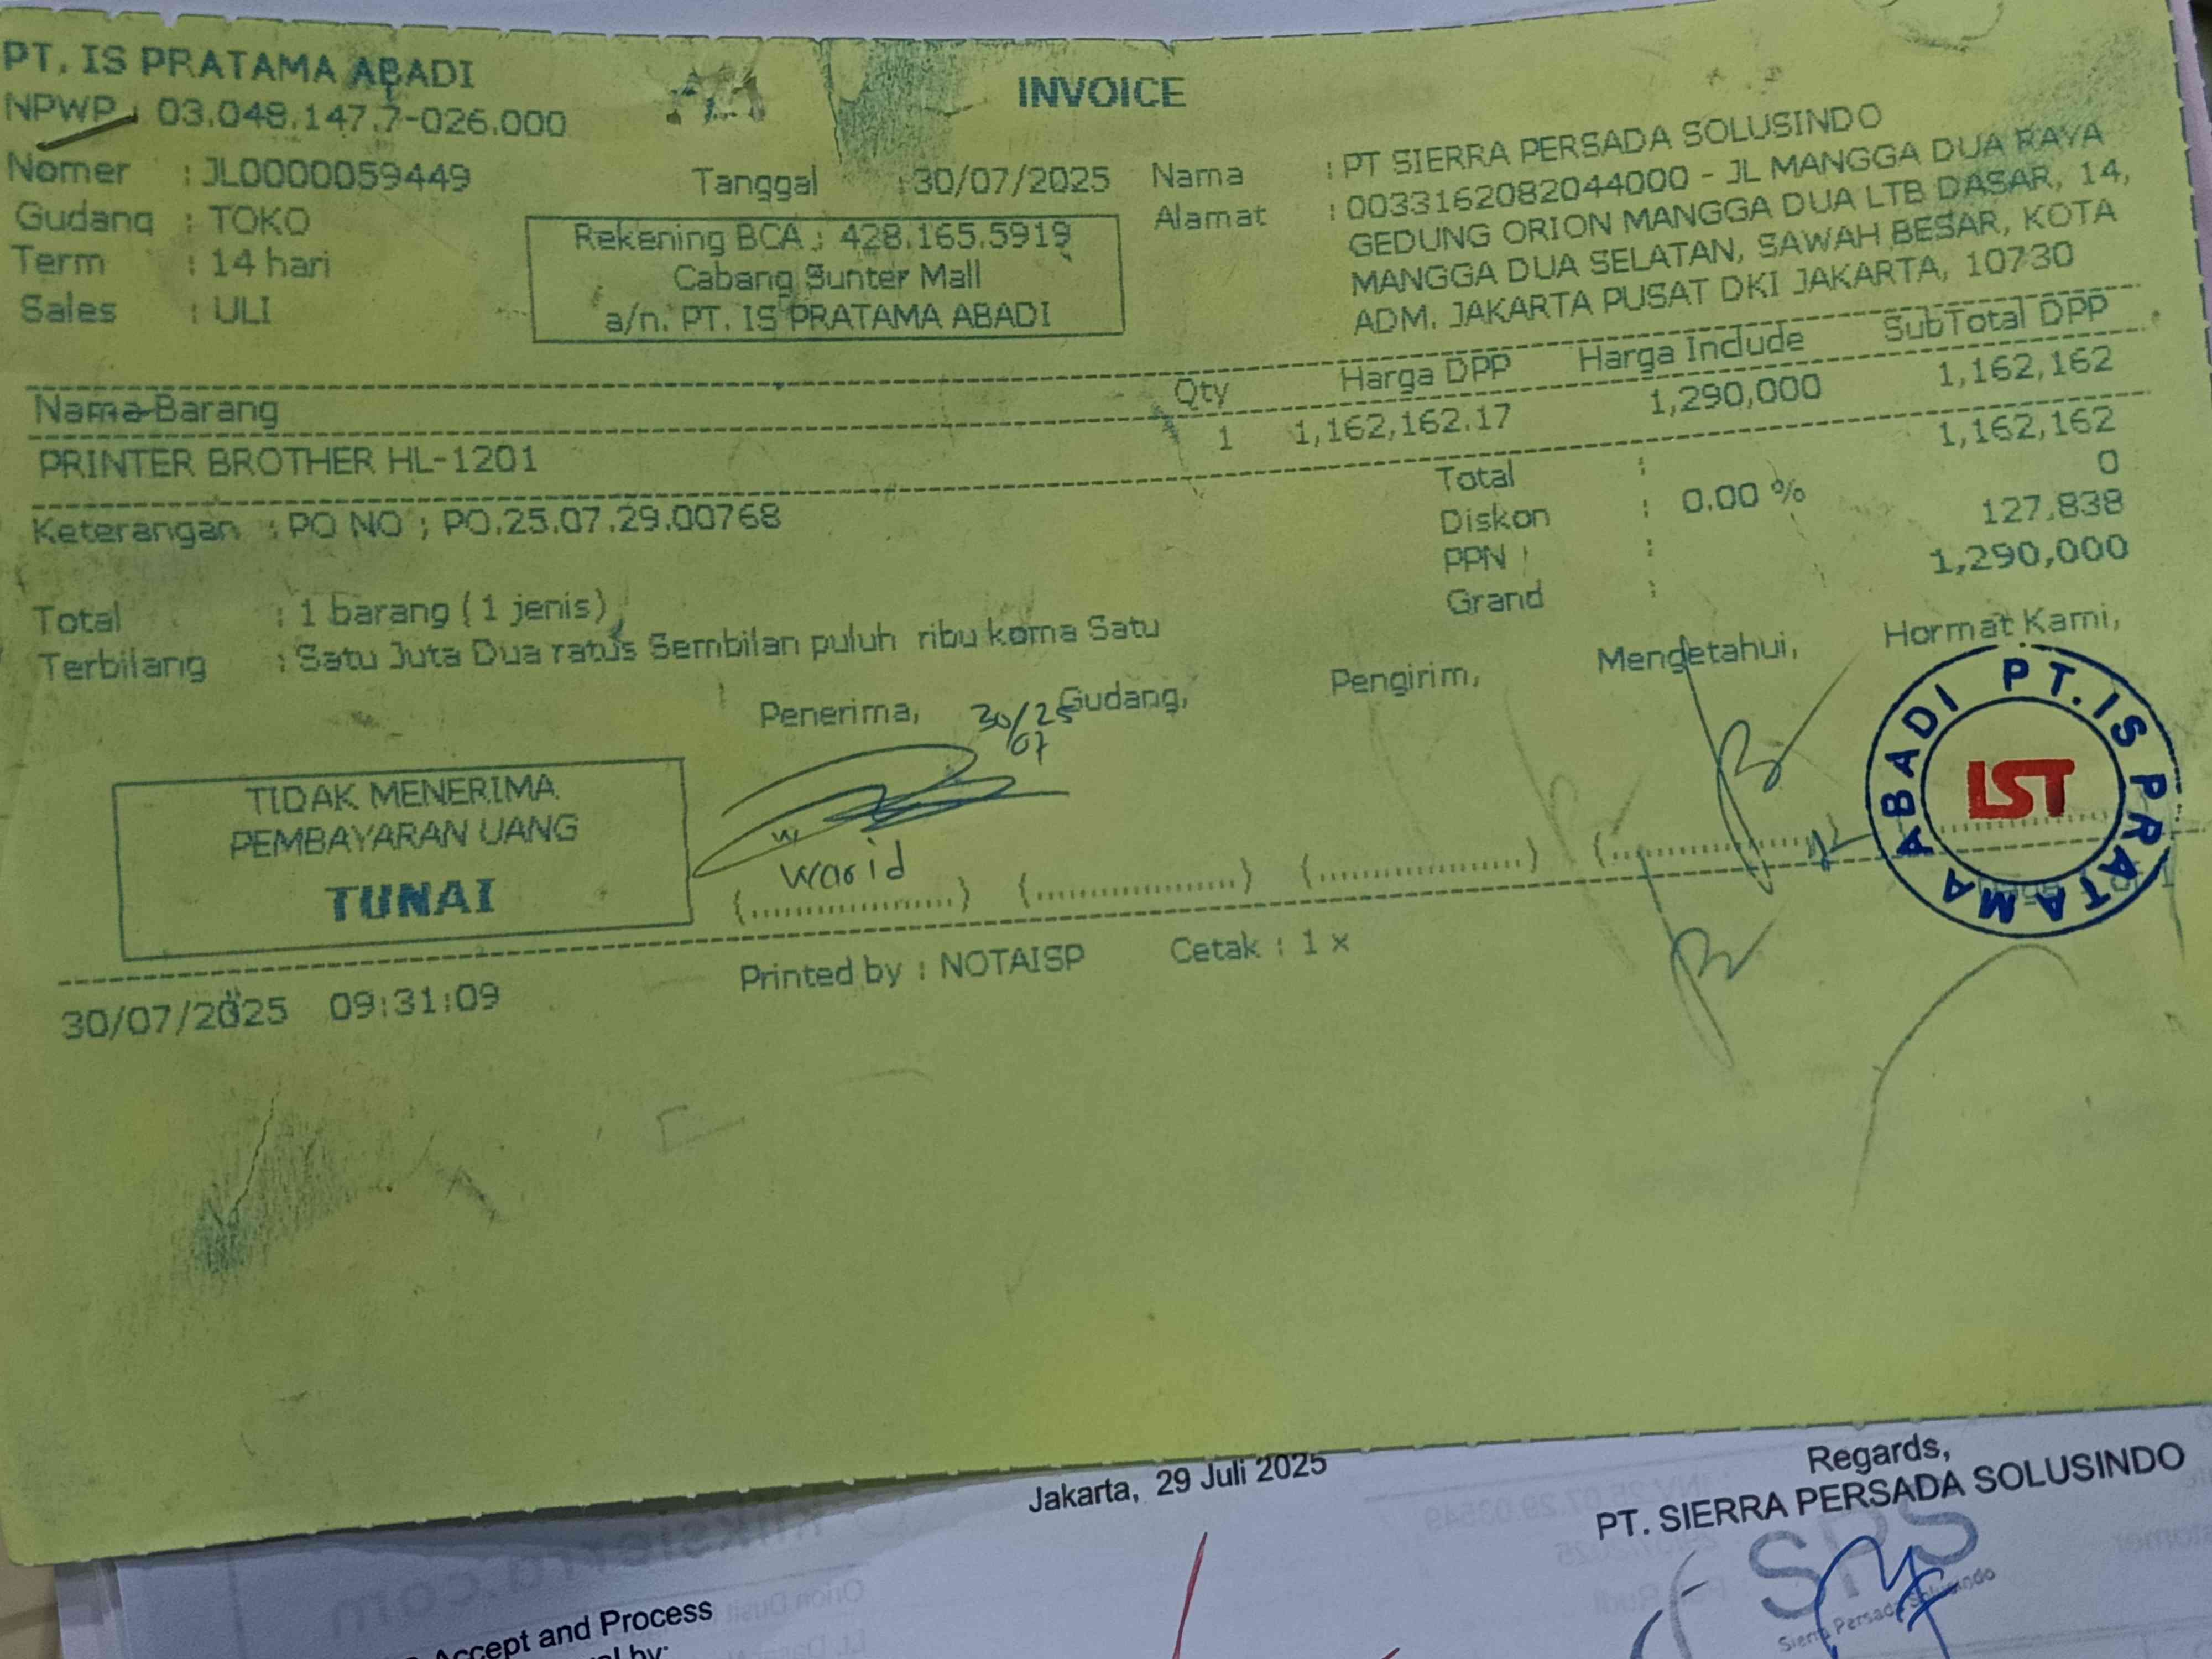 PT. IS PRATAMA ABADI
INVOICE
NPWP : 03.048.147.7-026.000
Nomer : JL0000059449
Tanggal : 30/07/2025
Nama : PT SIERRA PERSADA SOLUSINDO
Gudang : TOKO
Alamat : 0033162082044000 - JL MANGGA DUA RAYA
GEDUNG ORION MANGGA DUA LTB DASAR, 14,
MANGGA DUA SELATAN, SAWAH BESAR, KOTA
ADM. JAKARTA PUSAT DKI JAKARTA, 10730
Term : 14 hari
Sales : ULI
Rekening BCA : 428.165.5919
Cabang Sunter Mall
a/n. PT. IS PRATAMA ABADI
Nama Barang Qty Harga DPP Harga Include SubTotal DPP
PRINTER BROTHER HL-1201 1 1,162,162.17 1,290,000 1,162,162
Keterangan : PO NO ; PO.25.07.29.00768
Total : 1,162,162
Diskon : 0.00 % 0
PPN : 127,838
Grand : 1,290,000
Total : 1 barang ( 1 jenis)
Terbilang : Satu Juta Dua ratus Sembilan puluh ribu koma Satu
Penerima, Gudang, Pengirim, Mengetahui, Hormat Kami,
30/07 25
Warid
PT. IS PRATAMA ABADI
IST
TIDAK MENERIMA
PEMBAYARAN UANG
TUNAI
30/07/2025 09:31:09
Printed by : NOTAISP
Cetak : 1 x
Jakarta, 29 Juli 2025
Regards,
PT. SIERRA PERSADA SOLUSINDO
SPS
Sierra Persada Solusindo
Accept and Process
by: